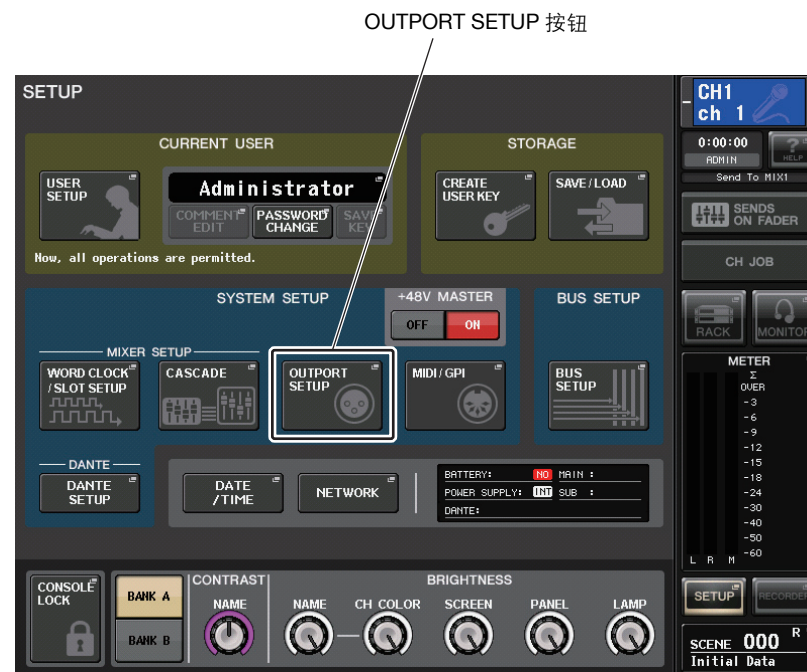 OUTPORT SETUP 按钮
SETUP
CURRENT USER
USER SETUP
Administrator
COMMENT EDIT
PASSWORD CHANGE
SAVE KEY
Now, all operations are permitted.
STORAGE
CREATE USER KEY
SAVE/LOAD
SYSTEM SETUP
+48V MASTER
OFF
ON
MIXER SETUP
WORD CLOCK /SLOT SETUP
CASCADE
OUTPORT SETUP
MIDI/GPI
BUS SETUP
BUS SETUP
DANTE
DANTE SETUP
DATE /TIME
NETWORK
BATTERY: NO MAIN :
POWER SUPPLY: INT SUB :
DANTE:
CONSOLE LOCK
BANK A
BANK B
CONTRAST
NAME
BRIGHTNESS
NAME
CH COLOR
SCREEN
PANEL
LAMP
CH1
ch 1
0:00:00
ADMIN
?
HELP
Send To MIX1
SENDS ON FADER
CH JOB
RACK
MONITOR
METER
Σ
OVER
-3
-6
-9
-12
-15
-18
-24
-30
-40
-50
-60
L R M
SETUP
RECORDER
SCENE 000 R
Initial Data